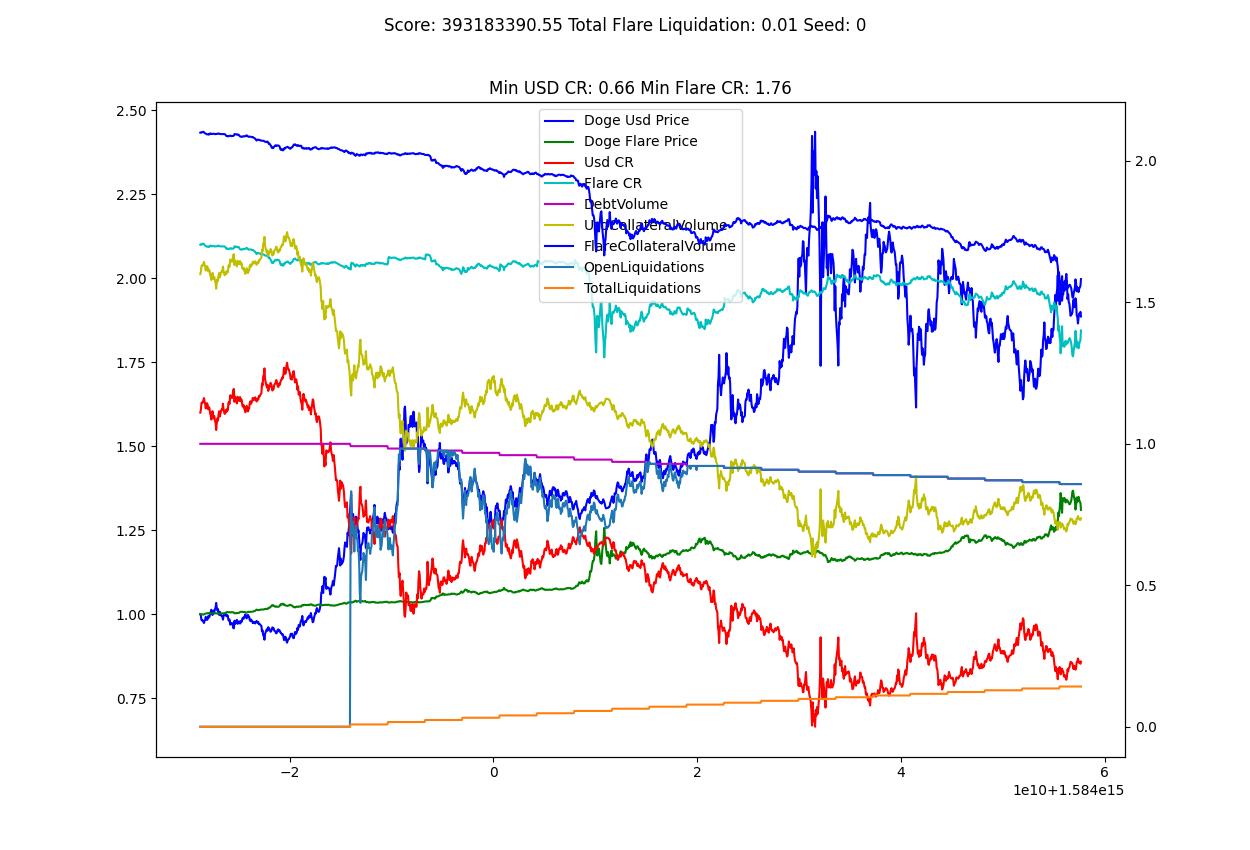 Score: 393183390.55 Total Flare Liquidation: 0.01 Seed: 0
Min USD CR: 0.66 Min Flare CR: 1.76
2.50
2.25
2.00
1.75
1.50
1.25
1.00
0.75
Doge Usd Price
Doge Flare Price
Usd CR
Flare CR
DebtVolume
UsdCollateralVolume
FlareCollateralVolume
OpenLiquidations
TotalLiquidations
2.0
1.5
1.0
0.5
0.0
−2 0 2 4 6
1e10+1.584e15